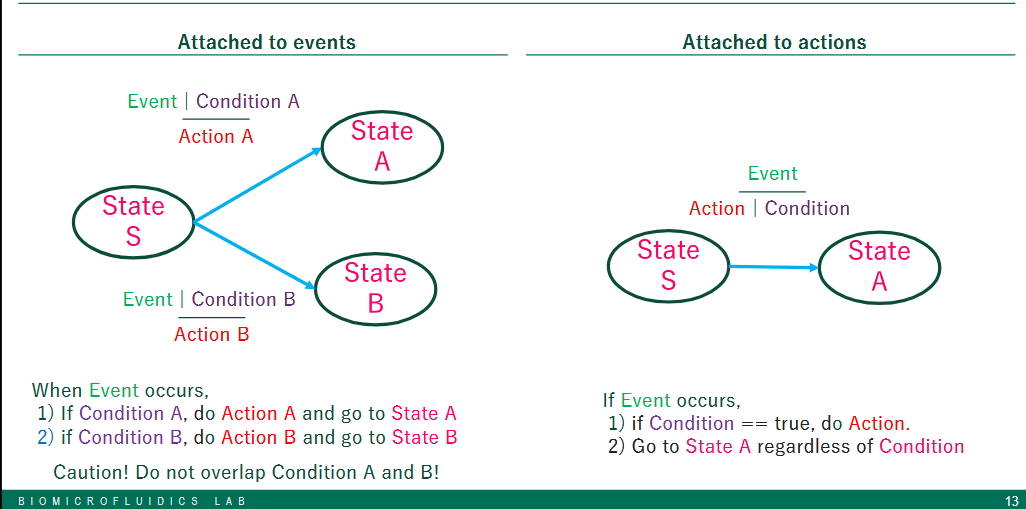 Attached to events
Event | Condition A
Action A
State
A
State
S
State
B
Event | Condition B
Action B
When Event occurs,
1) If Condition A, do Action A and go to State A
2) if Condition B, do Action B and go to State B
Caution! Do not overlap Condition A and B!
Attached to actions
Event
Action | Condition
State
S
State
A
If Event occurs,
1) if Condition == true, do Action.
2) Go to State A regardless of Condition
BIOMICROFLUIDICS LAB
13